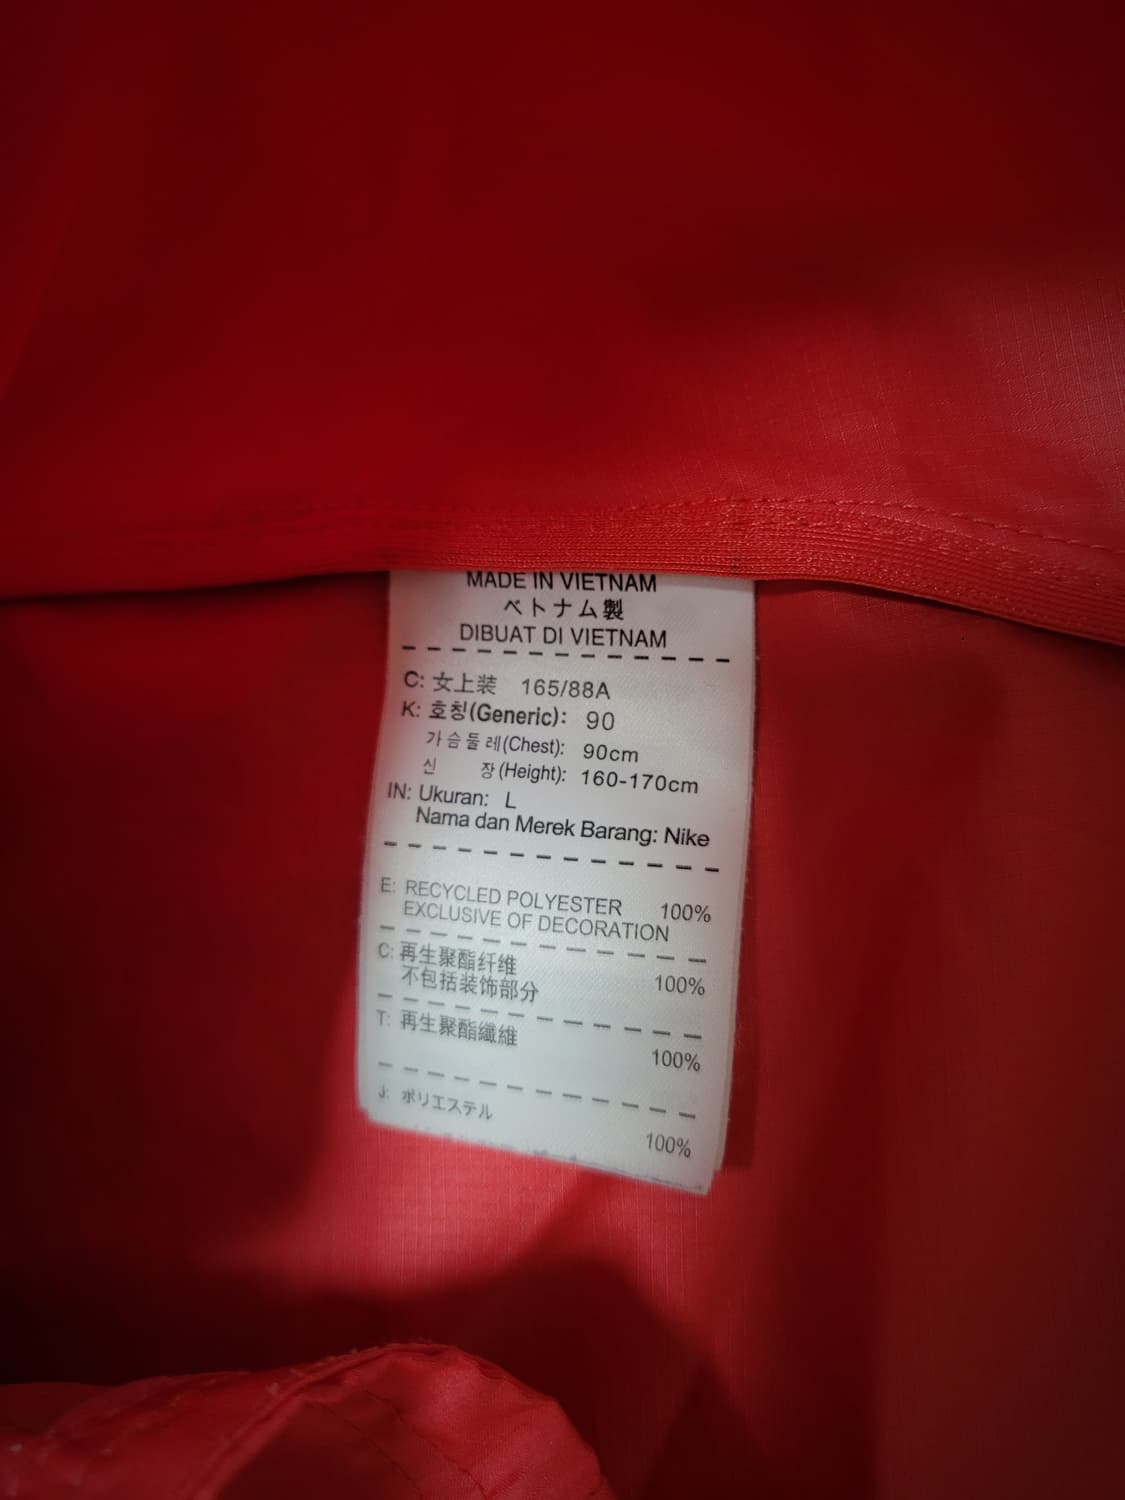 MADE IN VIETNAM
ベトナム製
DIBUAT DI VIETNAM
C: 女上装 165/88A
K: 호칭(Generic): 90
가슴둘레(Chest): 90cm
신 장(Height): 160-170cm
IN: Ukuran: L
Nama dan Merek Barang: Nike
E: RECYCLED POLYESTER 100%
EXCLUSIVE OF DECORATION
C: 再生聚酯纤维 100%
不包括装饰部分
T: 再生聚酯纖維 100%
J: ポリエステル 100%